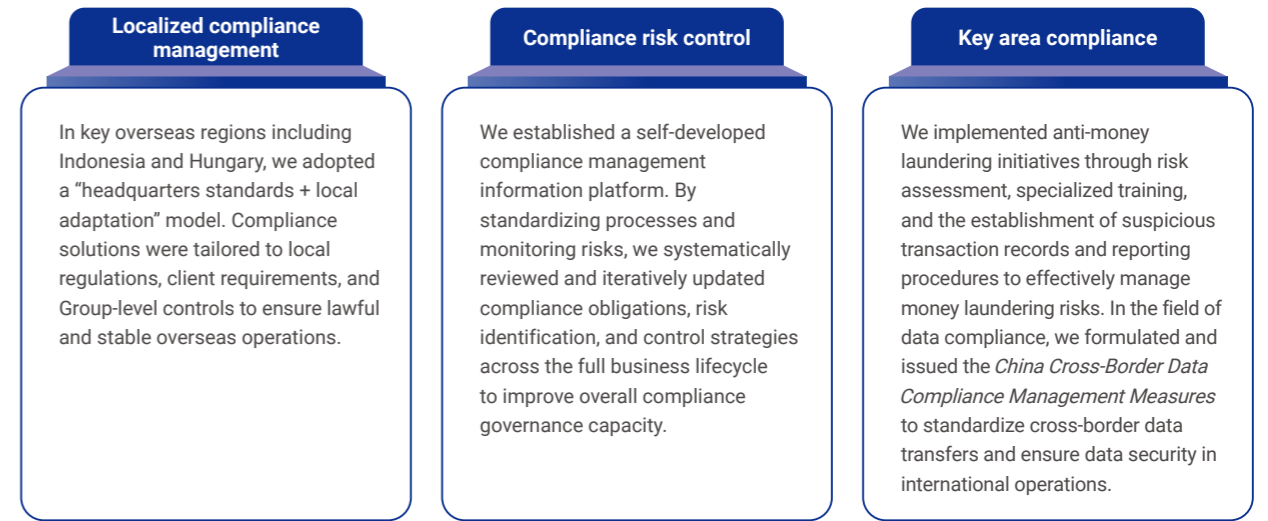 Localized compliance
management
In key overseas regions including
Indonesia and Hungary, we adopted
a “headquarters standards + local
adaptation” model. Compliance
solutions were tailored to local
regulations, client requirements, and
Group-level controls to ensure lawful
and stable overseas operations.
Compliance risk control
We established a self-developed
compliance management
information platform. By
standardizing processes and
monitoring risks, we systematically
reviewed and iteratively updated
compliance obligations, risk
identification, and control strategies
across the full business lifecycle
to improve overall compliance
governance capacity.
Key area compliance
We implemented anti-money
laundering initiatives through risk
assessment, specialized training,
and the establishment of suspicious
transaction records and reporting
procedures to effectively manage
money laundering risks. In the field of
data compliance, we formulated and
issued the China Cross-Border Data
Compliance Management Measures
to standardize cross-border data
transfers and ensure data security in
international operations.